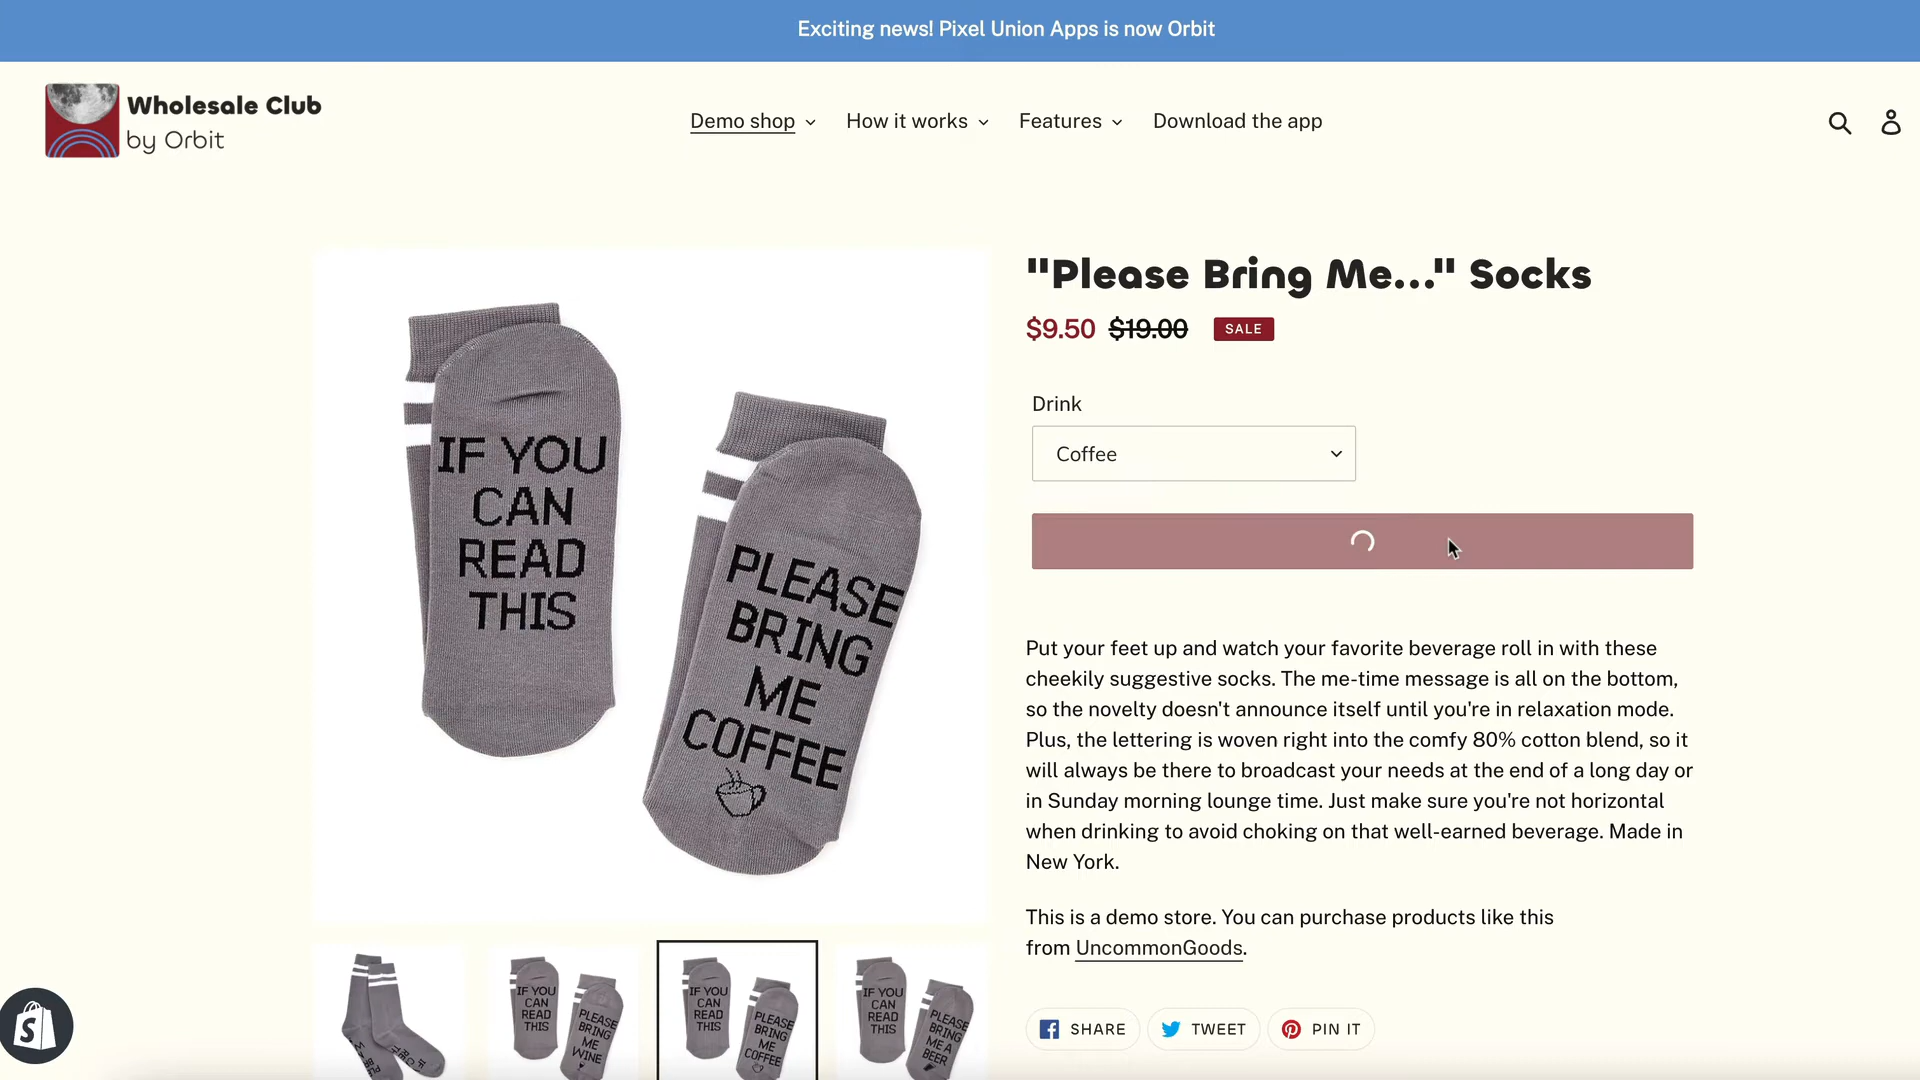 Exciting news! Pixel Union Apps is now Orbit
Wholesale Club
by Orbit
Demo shop
How it works
Features
Download the app
"Please Bring Me..." Socks
$9.50 $19.00 SALE
Drink
Coffee
IF YOU
CAN
READ
THIS
PLEASE
BRING
ME
COFFEE
Put your feet up and watch your favorite beverage roll in with these
cheekily suggestive socks. The me-time message is all on the bottom,
so the novelty doesn't announce itself until you're in relaxation mode.
Plus, the lettering is woven right into the comfy 80% cotton blend, so it
will always be there to broadcast your needs at the end of a long day or
in Sunday morning lounge time. Just make sure you're not horizontal
when drinking to avoid choking on that well-earned beverage. Made in
New York.
This is a demo store. You can purchase products like this
from UncommonGoods.
IF YOU
CAN
READ
THIS
PLEASE
BRING
ME
WINE
IF YOU
CAN
READ
THIS
PLEASE
BRING
ME
COFFEE
IF YOU
CAN
READ
THIS
PLEASE
BRING
ME A
BEER
SHARE
TWEET
PIN IT